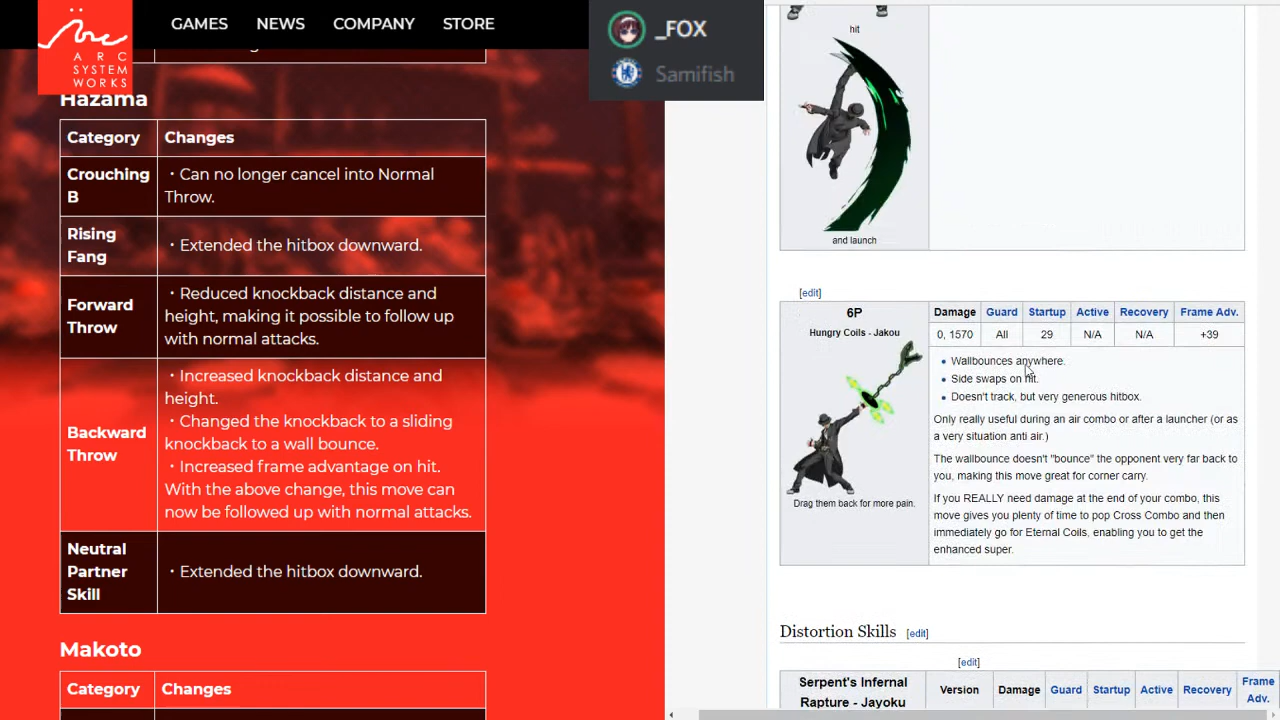 ARC
SYSTEM
WORKS
GAMES NEWS COMPANY STORE
_FOX
Samifish
Hazama
Category Changes
Crouching B
・Can no longer cancel into Normal
Throw.
Rising
Fang
・Extended the hitbox downward.
Forward
Throw
・Reduced knockback distance and
height, making it possible to follow up
with normal attacks.
Backward
Throw
・Increased knockback distance and
height.
・Changed the knockback to a sliding
knockback to a wall bounce.
・Increased frame advantage on hit.
With the above change, this move can
now be followed up with normal attacks.
Neutral
Partner
Skill
・Extended the hitbox downward.
Makoto
Category Changes
hit
and launch
[edit]
6P
Hungry Coils - Jakou
Drag them back for more pain.
Damage Guard Startup Active Recovery Frame Adv.
0, 1570 All 29 N/A N/A +39
• Wallbounces anywhere.
• Side swaps on hit.
• Doesn't track, but very generous hitbox.
Only really useful during an air combo or after a launcher (or as
a very situation anti air.)
The wallbounce doesn't "bounce" the opponent very far back to
you, making this move great for corner carry.
If you REALLY need damage at the end of your combo, this
move gives you plenty of time to pop Cross Combo and then
immediately go for Eternal Coils, enabling you to get the
enhanced super.
Distortion Skills [edit]
[edit]
Serpent's Infernal
Rapture - Jayoku
Version Damage Guard Startup Active Recovery Frame
Adv.